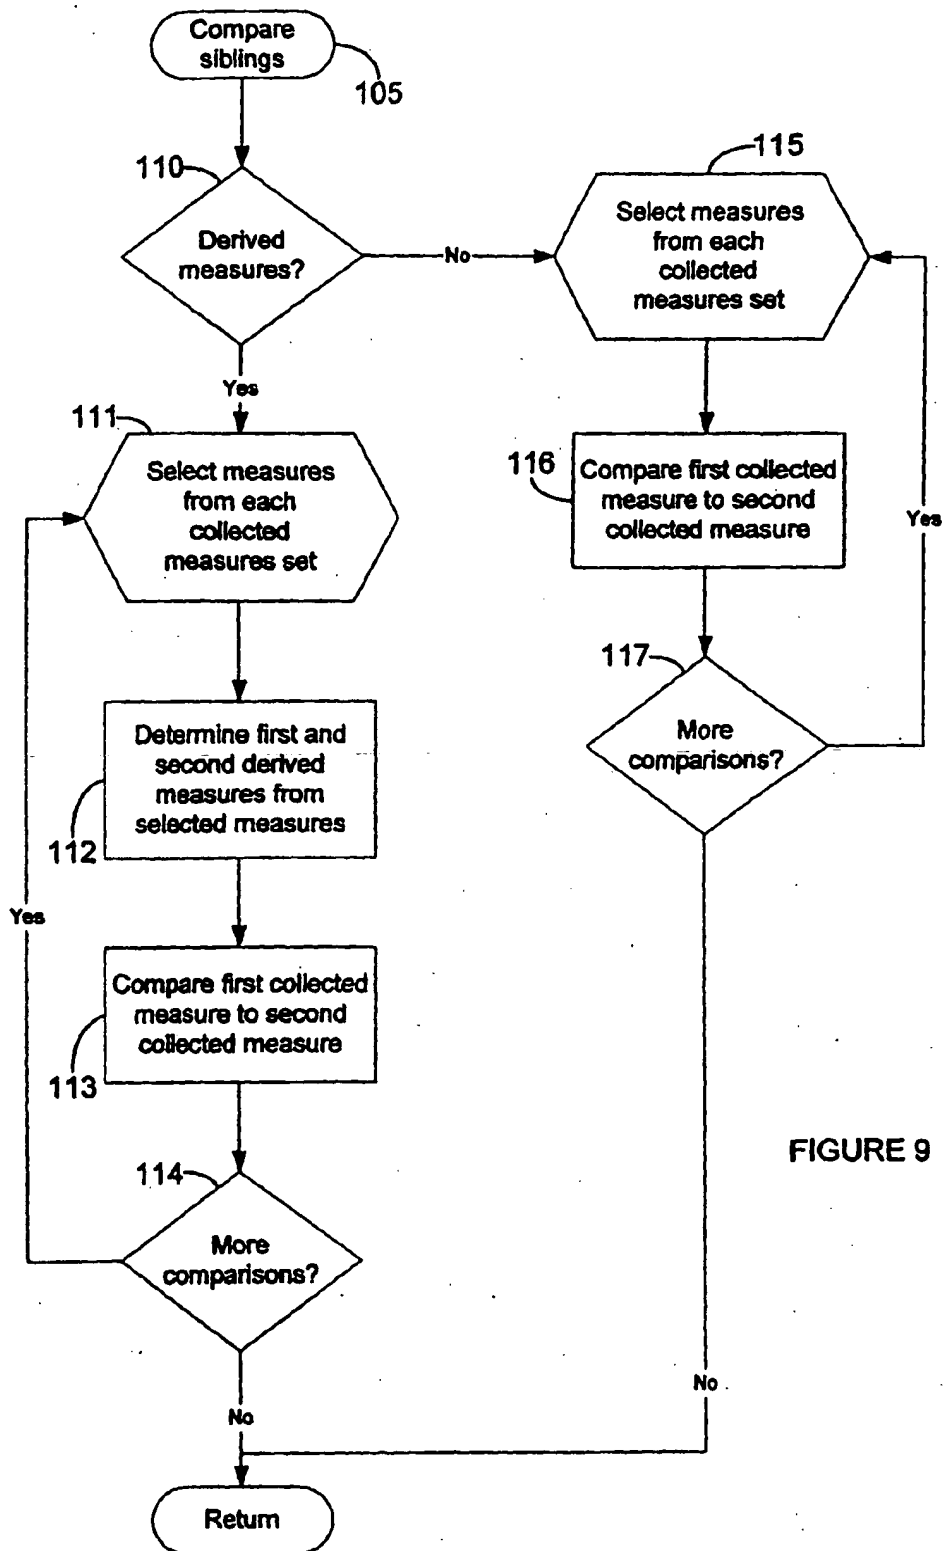 Compare
siblings
105
110
Derived
measures?
No
Yes
115
Select measures
from each
collected
measures set
116
Compare first collected
measure to second
collected measure
Yes
117
More
comparisons?
No
111
Select measures
from each
collected
measures set
Determine first and
second derived
measures from
selected measures
112
Yes
Compare first collected
measure to second
collected measure
113
114
More
comparisons?
No
Return
FIGURE 9